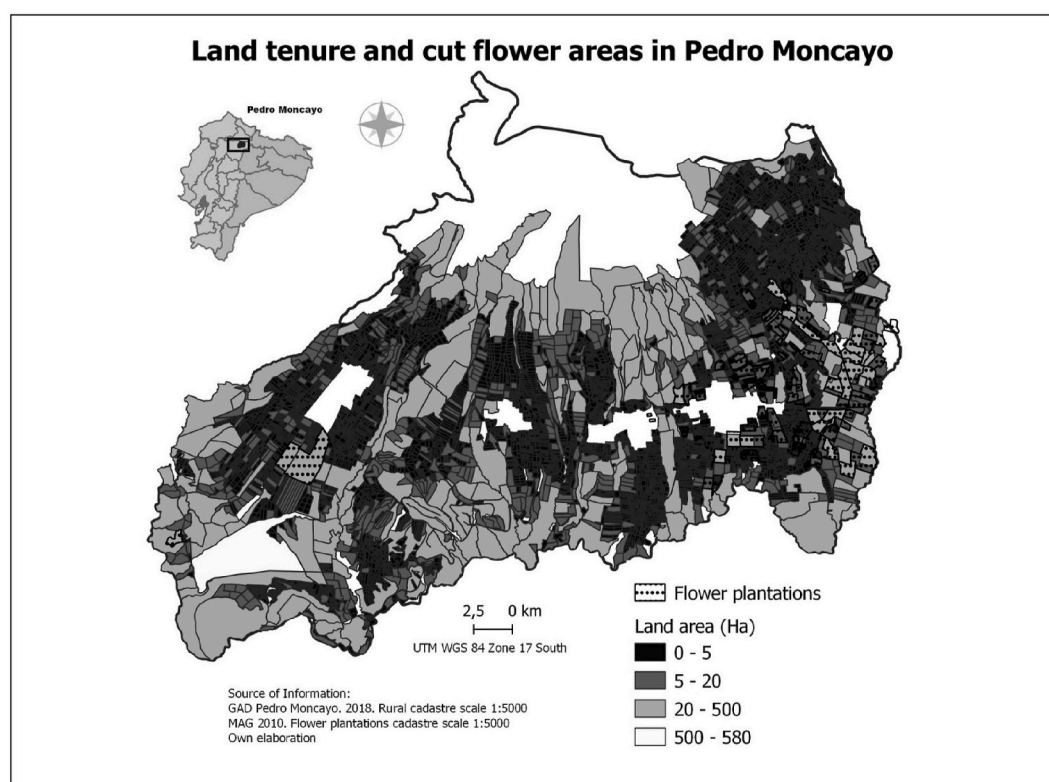 Land tenure and cut flower areas in Pedro Moncayo
Pedro Moncayo
2,5 0 km
UTM WGS 84 Zone 17 South
Flower plantations
Land area (Ha)
0 - 5
5 - 20
20 - 500
500 - 580
Source of Information:
GAD Pedro Moncayo. 2018. Rural cadastre scale 1:5000
MAG 2010. Flower plantations cadastre scale 1:5000
Own elaboration